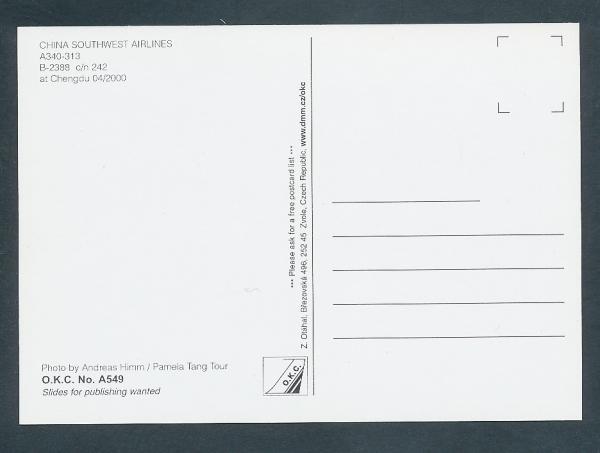 CHINA SOUTHWEST AIRLINES
A340-313
B-2388 c/n 242
at Chengdu 04/2000
••• Please ask for a free postcard list •••
Z. Otáhal, Březovská 496, 252 45 Zvole, Czech Republic, www.dmm.cz/okc
Photo by Andreas Himm / Pamela Tang Tour
O.K.C. No. A549
Slides for publishing wanted
O.K.C.